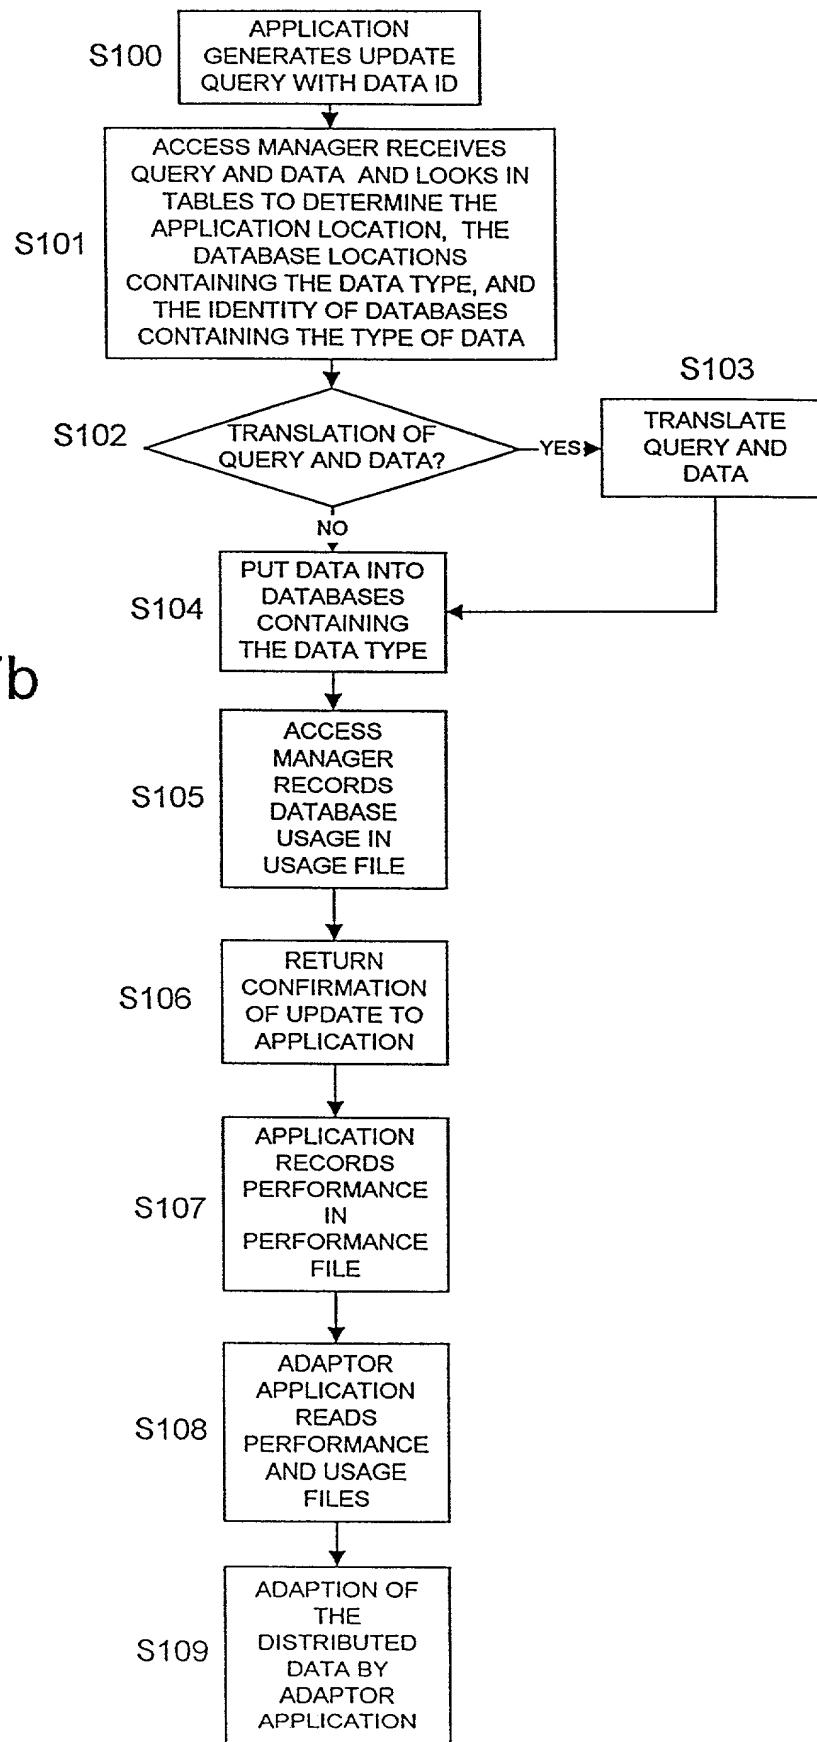 S100
APPLICATION
GENERATES UPDATE
QUERY WITH DATA ID
S101
ACCESS MANAGER RECEIVES
QUERY AND DATA AND LOOKS IN
TABLES TO DETERMINE THE
APPLICATION LOCATION, THE
DATABASE LOCATIONS
CONTAINING THE DATA TYPE, AND
THE IDENTITY OF DATABASES
CONTAINING THE TYPE OF DATA
S102
TRANSLATION OF
QUERY AND DATA?
YES
S103
TRANSLATE
QUERY AND
DATA
NO
S104
PUT DATA INTO
DATABASES
CONTAINING
THE DATA TYPE
b
S105
ACCESS
MANAGER
RECORDS
DATABASE
USAGE IN
USAGE FILE
S106
RETURN
CONFIRMATION
OF UPDATE TO
APPLICATION
S107
APPLICATION
RECORDS
PERFORMANCE
IN
PERFORMANCE
FILE
S108
ADAPTOR
APPLICATION
READS
PERFORMANCE
AND USAGE
FILES
S109
ADAPTION OF
THE
DISTRIBUTED
DATA BY
ADAPTOR
APPLICATION